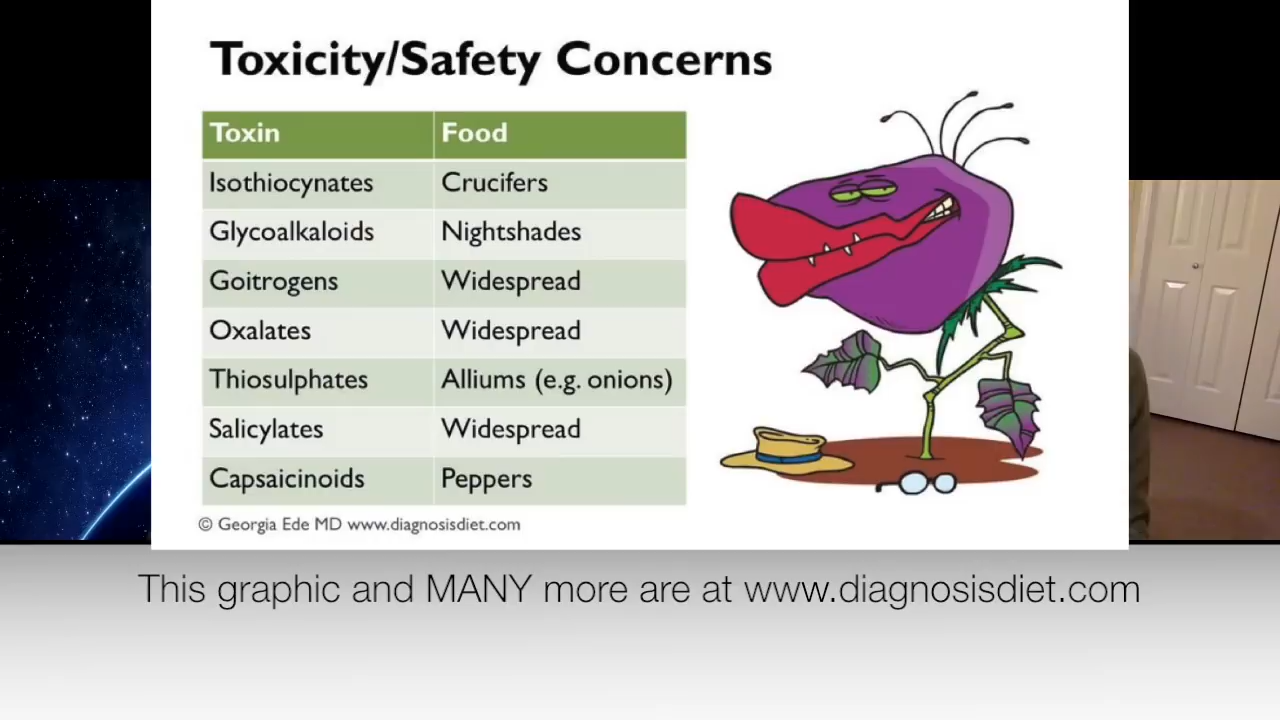 Toxicity/Safety Concerns
Toxin Food
Isothiocynates Crucifers
Glycoalkaloids Nightshades
Goitrogens Widespread
Oxalates Widespread
Thiosulphates Alliums (e.g. onions)
Salicylates Widespread
Capsaicinoids Peppers
© Georgia Ede MD www.diagnosisdiet.com
This graphic and MANY more are at www.diagnosisdiet.com